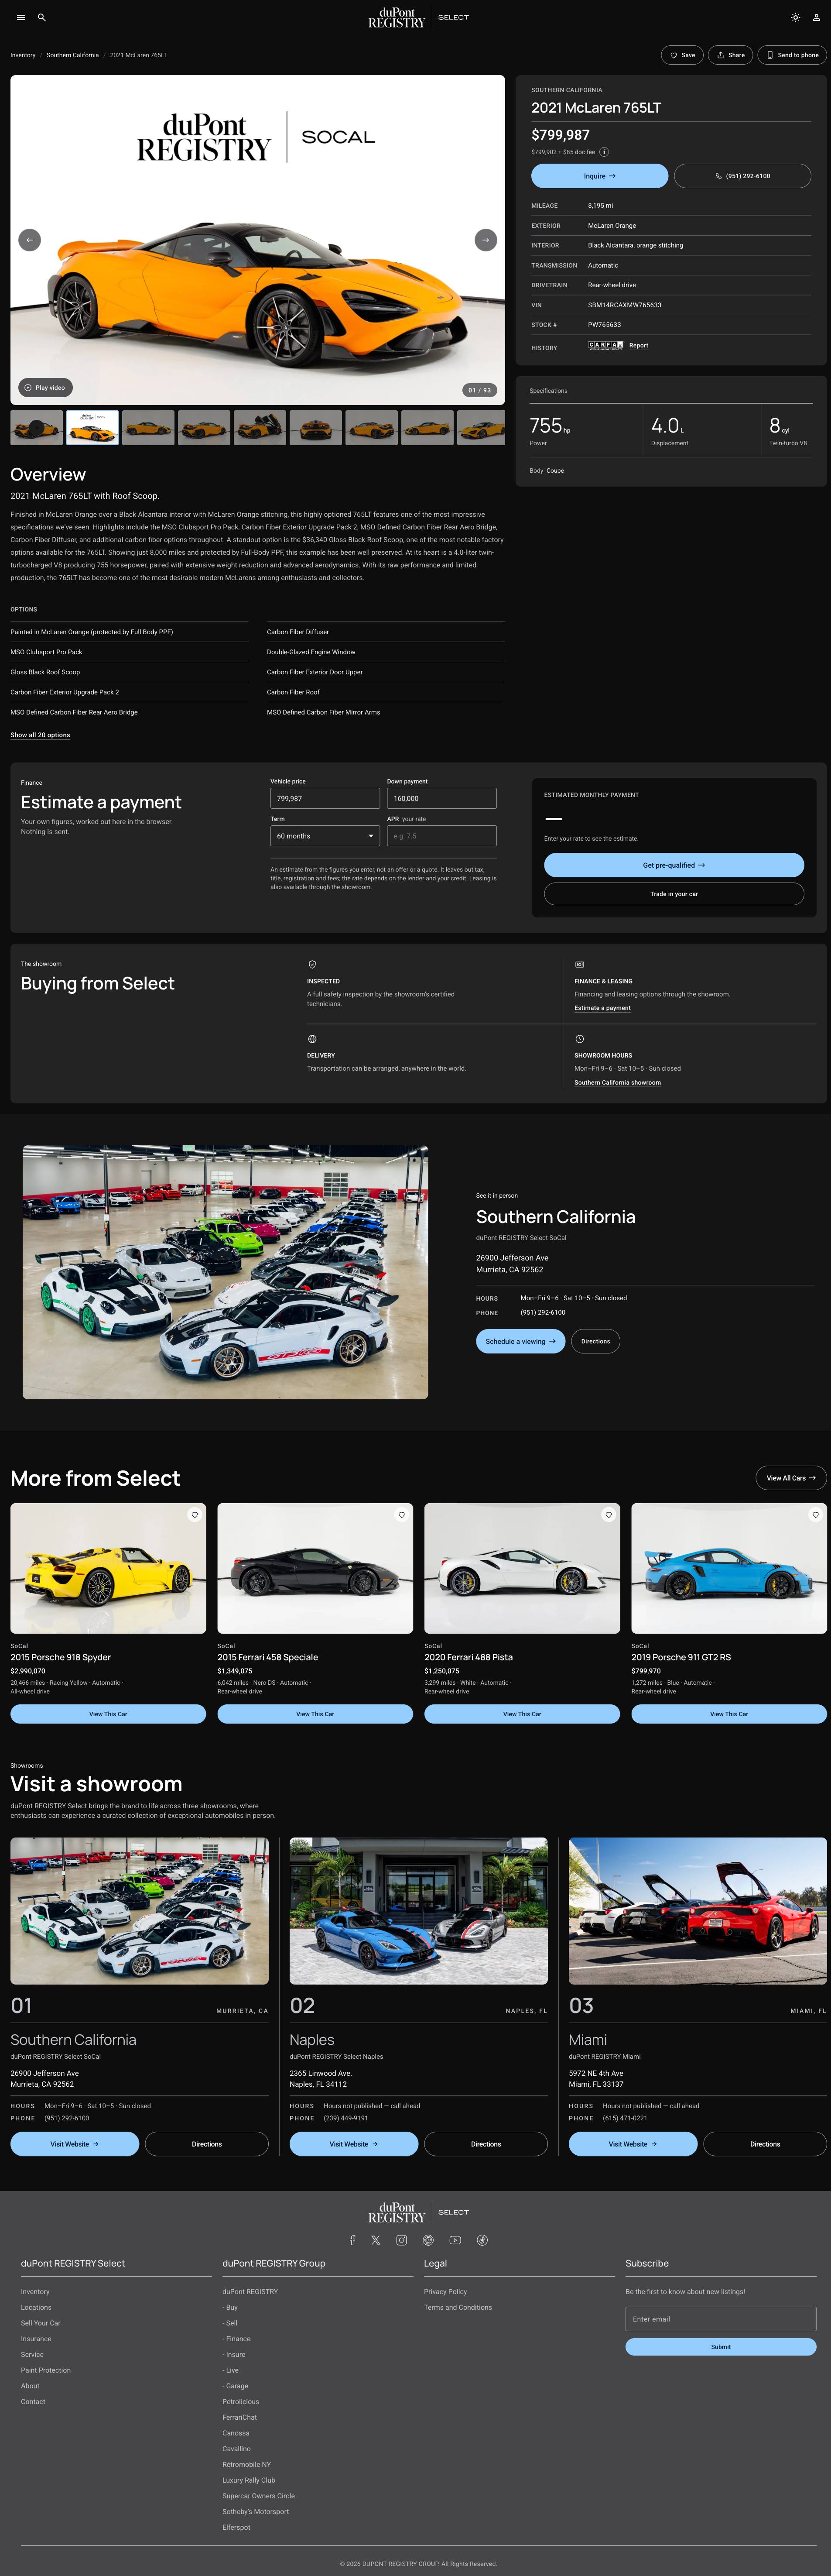 duPont
REGISTRY
SELECT
Inventory / Southern California / 2021 McLaren 765LT
Save
Share
Send to phone
duPont
REGISTRY
SOCAL
Play video
01 / 93
SOUTHERN CALIFORNIA
2021 McLaren 765LT
$799,987
$799,902 + $85 doc fee
Inquire →
(951) 292-6100
MILEAGE 8,195 mi
EXTERIOR McLaren Orange
INTERIOR Black Alcantara, orange stitching
TRANSMISSION Automatic
DRIVETRAIN Rear-wheel drive
VIN SBM14RCAXMW765633
STOCK # PW765633
HISTORY CARFAX Report
Specifications
755 hp
Power
4.0 L
Displacement
8 cyl
Twin-turbo V8
Body Coupe
Overview
2021 McLaren 765LT with Roof Scoop.
Finished in McLaren Orange over a Black Alcantara interior with McLaren Orange stitching, this highly optioned 765LT features one of the most impressive
specifications we've seen. Highlights include the MSO Clubsport Pro Pack, Carbon Fiber Exterior Upgrade Pack 2, MSO Defined Carbon Fiber Rear Aero Bridge,
Carbon Fiber Diffuser, and additional carbon fiber options throughout. A standout option is the $36,340 Gloss Black Roof Scoop, one of the most notable factory
options available for the 765LT. Showing just 8,000 miles and protected by Full-Body PPF, this example has been well preserved. At its heart is a 4.0-liter twin-
turbocharged V8 producing 755 horsepower, paired with extensive weight reduction and advanced aerodynamics. With its raw performance and limited
production, the 765LT has become one of the most desirable modern McLarens among enthusiasts and collectors.
OPTIONS
Painted in McLaren Orange (protected by Full Body PPF)
Carbon Fiber Diffuser
MSO Clubsport Pro Pack
Double-Glazed Engine Window
Gloss Black Roof Scoop
Carbon Fiber Exterior Door Upper
Carbon Fiber Exterior Upgrade Pack 2
Carbon Fiber Roof
MSO Defined Carbon Fiber Rear Aero Bridge
MSO Defined Carbon Fiber Mirror Arms
Show all 20 options
Finance
Estimate a payment
Your own figures, worked out here in the browser.
Nothing is sent.
Vehicle price
799,987
Down payment
160,000
Term
60 months
APR your rate
e.g. 7.5
An estimate from the figures you enter, not an offer or a quote. It leaves out tax,
title, registration and fees; the rate depends on the lender and your credit. Leasing is
also available through the showroom.
ESTIMATED MONTHLY PAYMENT
—
Enter your rate to see the estimate.
Get pre-qualified →
Trade in your car
The showroom
Buying from Select
INSPECTED
A full safety inspection by the showroom's certified
technicians.
FINANCE & LEASING
Financing and leasing options through the showroom.
Estimate a payment
DELIVERY
Transportation can be arranged, anywhere in the world.
SHOWROOM HOURS
Mon–Fri 9–6 · Sat 10–5 · Sun closed
Southern California showroom
See it in person
Southern California
duPont REGISTRY Select SoCal
26900 Jefferson Ave
Murrieta, CA 92562
HOURS Mon–Fri 9–6 · Sat 10–5 · Sun closed
PHONE (951) 292-6100
Schedule a viewing →
Directions
More from Select
View All Cars →
SoCal
2015 Porsche 918 Spyder
$2,990,070
20,466 miles · Racing Yellow · Automatic ·
All-wheel drive
View This Car
SoCal
2015 Ferrari 458 Speciale
$1,349,075
6,042 miles · Nero DS · Automatic ·
Rear-wheel drive
View This Car
SoCal
2020 Ferrari 488 Pista
$1,250,075
3,299 miles · White · Automatic ·
Rear-wheel drive
View This Car
SoCal
2019 Porsche 911 GT2 RS
$799,970
1,272 miles · Blue · Automatic ·
Rear-wheel drive
View This Car
Showrooms
Visit a showroom
duPont REGISTRY Select brings the brand to life across three showrooms, where
enthusiasts can experience a curated collection of exceptional automobiles in person.
01 MURRIETA, CA
Southern California
duPont REGISTRY Select SoCal
26900 Jefferson Ave
Murrieta, CA 92562
HOURS Mon–Fri 9–6 · Sat 10–5 · Sun closed
PHONE (951) 292-6100
Visit Website →
Directions
02 NAPLES, FL
Naples
duPont REGISTRY Select Naples
2365 Linwood Ave.
Naples, FL 34112
HOURS Hours not published — call ahead
PHONE (239) 449-9191
Visit Website →
Directions
03 MIAMI, FL
Miami
duPont REGISTRY Miami
5972 NE 4th Ave
Miami, FL 33137
HOURS Hours not published — call ahead
PHONE (615) 471-0221
Visit Website →
Directions
duPont
REGISTRY
SELECT
duPont REGISTRY Select
Inventory
Locations
Sell Your Car
Insurance
Service
Paint Protection
About
Contact
duPont REGISTRY Group
duPont REGISTRY
- Buy
- Sell
- Finance
- Insure
- Live
- Garage
Petrolicious
FerrariChat
Canossa
Cavallino
Rétromobile NY
Luxury Rally Club
Supercar Owners Circle
Sotheby's Motorsport
Elferspot
Legal
Privacy Policy
Terms and Conditions
Subscribe
Be the first to know about new listings!
Enter email
Submit
© 2026 DUPONT REGISTRY GROUP. All Rights Reserved.